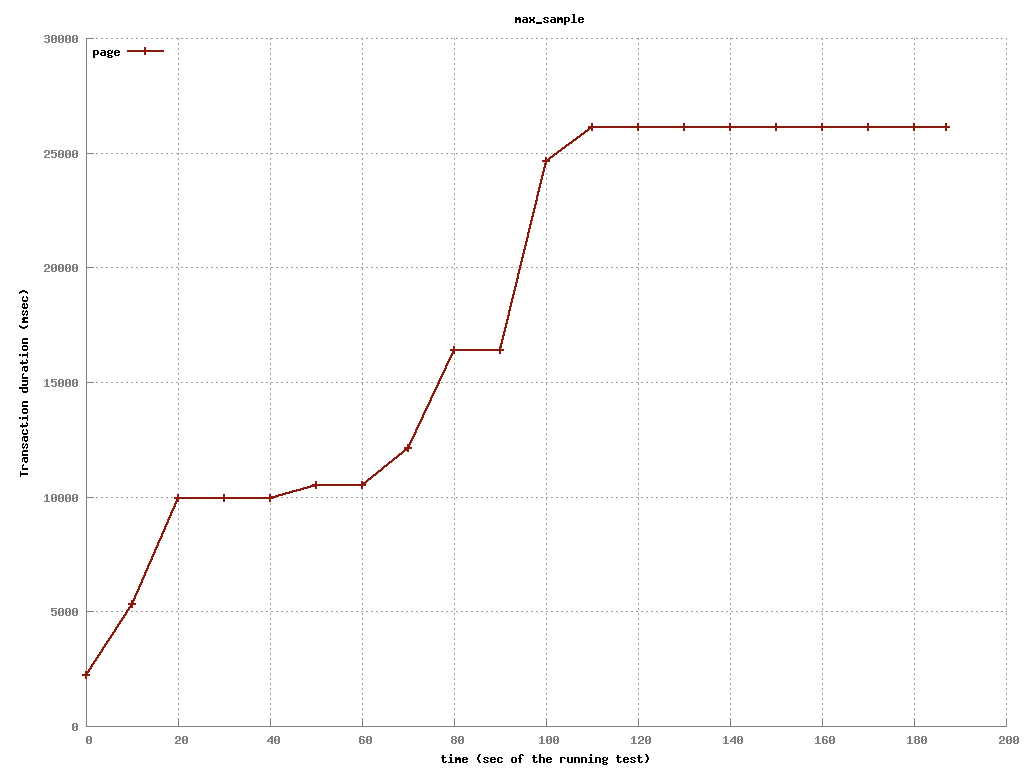 max_sample
30000
page
25000
20000
15000
10000
5000
0
Transaction duration (msec)
0 20 40 60 80 100 120 140 160 180 200
time (sec of the running test)